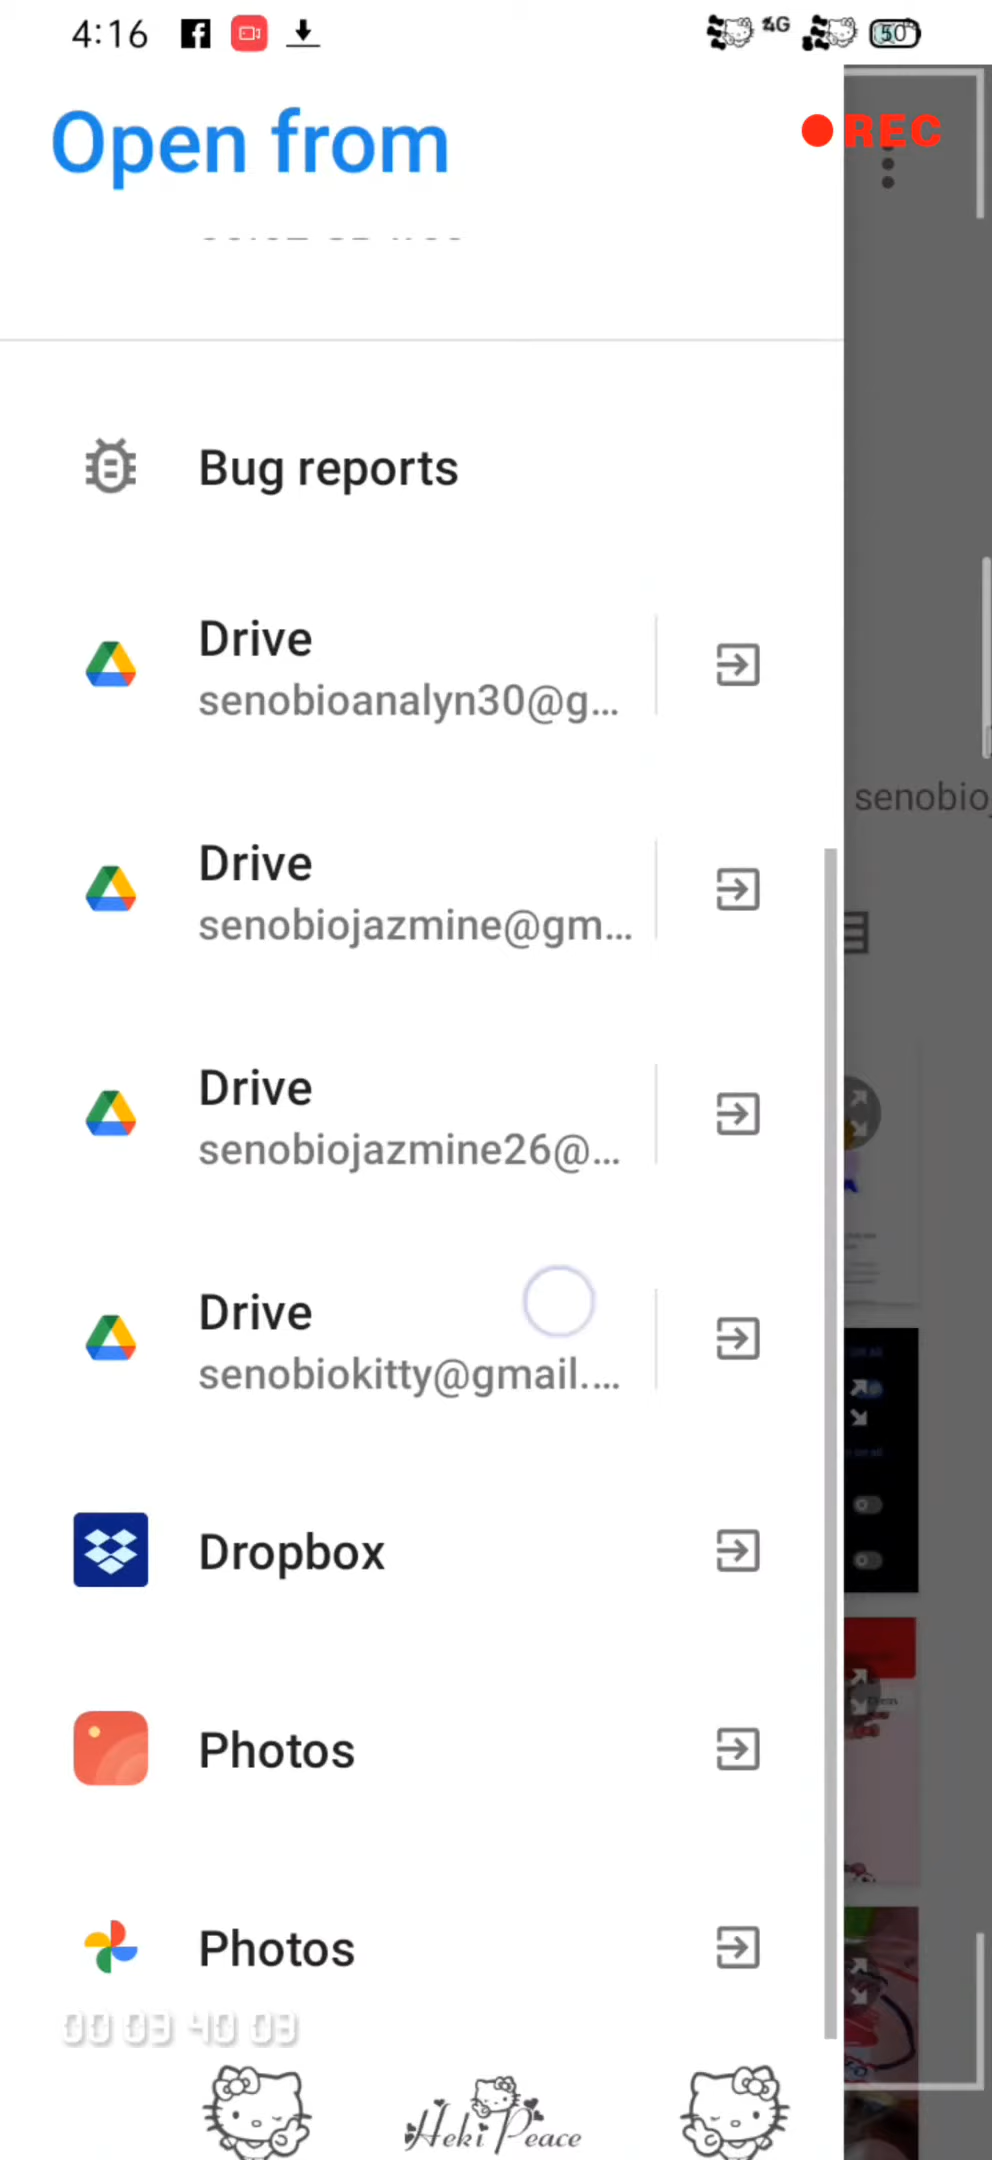 4:16
4G
50
Open from
REC
Bug reports
Drive
senobioanalyn30@g...
Drive
senobiojazmine@gm...
senobio
Drive
senobiojazmine26@...
Drive
senobiokitty@gmail....
Dropbox
Photos
Photos
00 03 40 03
Heki Peace